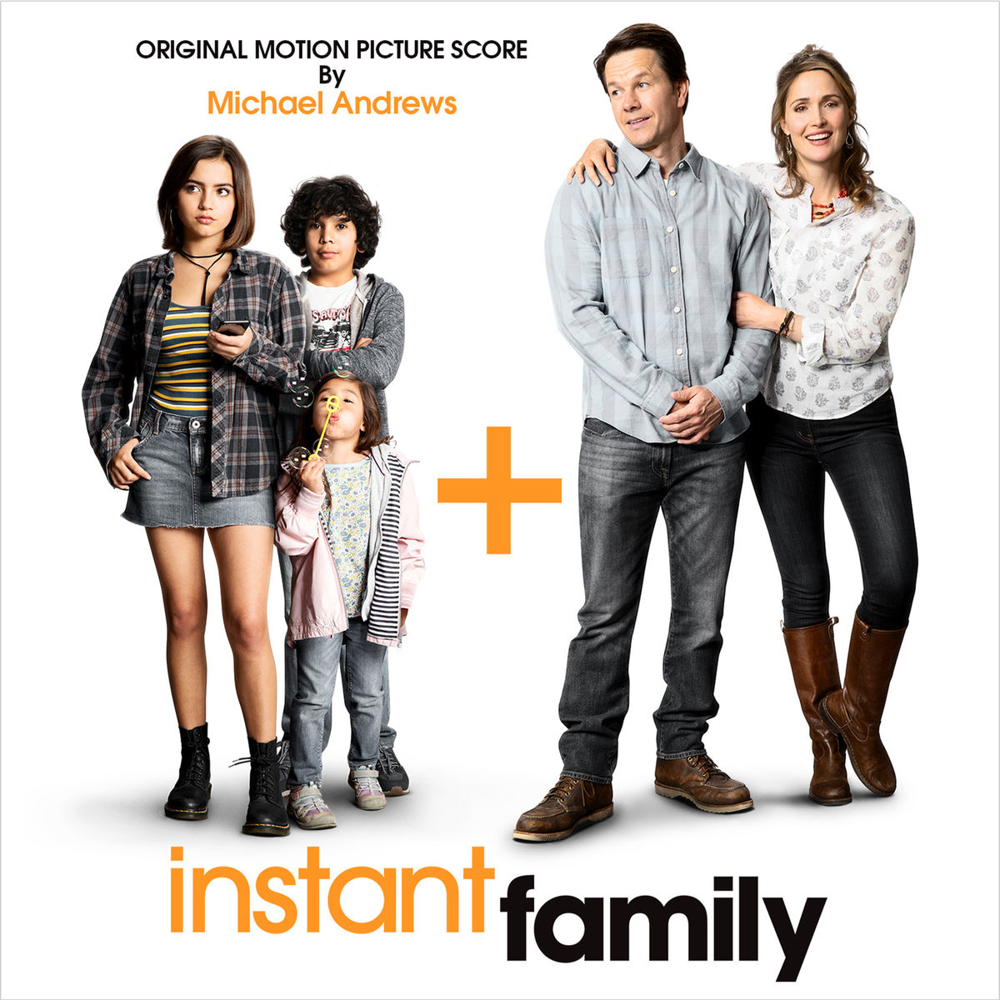 ORIGINAL MOTION PICTURE SCORE
By
Michael Andrews
+
instant
family